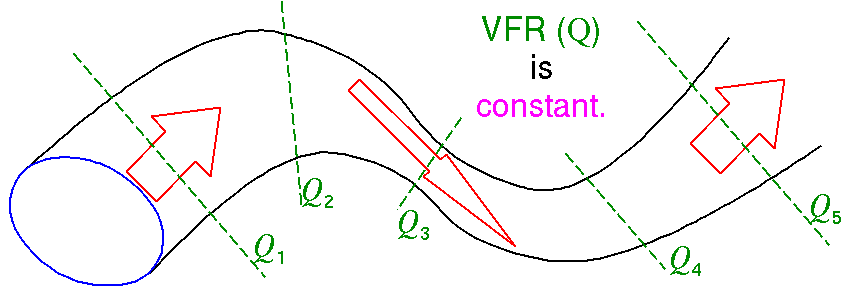 VFR (Q)
is
constant.
Q₁
Q₂
Q₃
Q₄
Q₅